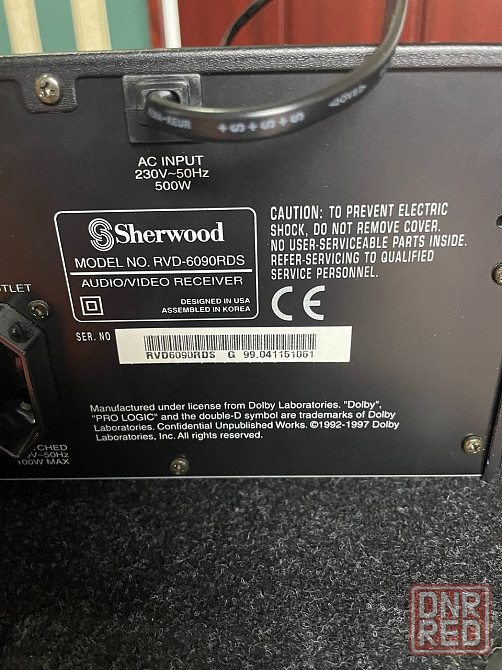 AC INPUT
230V~50Hz
500W
Sherwood
MODEL NO. RVD-6090RDS
AUDIO/VIDEO RECEIVER
DESIGNED IN USA
ASSEMBLED IN KOREA
CAUTION: TO PREVENT ELECTRIC
SHOCK, DO NOT REMOVE COVER.
NO USER-SERVICEABLE PARTS INSIDE.
REFER-SERVICING TO QUALIFIED
SERVICE PERSONNEL.
CE
SER. NO
RVD6090RDS G 99.041151061
Manufactured under license from Dolby Laboratories. "Dolby",
"PRO LOGIC" and the double-D symbol are trademarks of Dolby
Laboratories. Confidential Unpublished Works. ©1992-1997 Dolby
Laboratories, Inc. All rights reserved.
100W MAX
DNR
RED